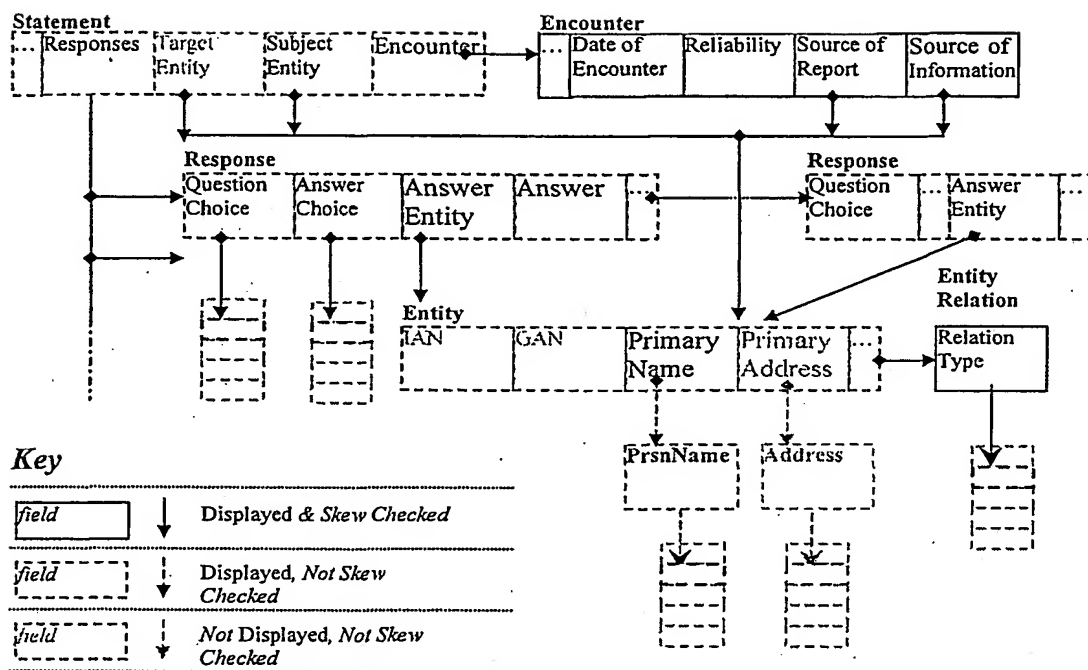 Statement
... Responses Target Entity Subject Entity Encounter
Encounter
... Date of Encounter Reliability Source of Report Source of Information
Response
Question Choice Answer Choice Answer Entity Answer ...
Response
Question Choice ... Answer Entity ...
Entity
IAN GAN Primary Name Primary Address ...
Entity Relation
Relation Type
PrsnName
Address
Key
field Displayed & Skew Checked
field Displayed, Not Skew
Checked
field Not Displayed, Not Skew
Checked